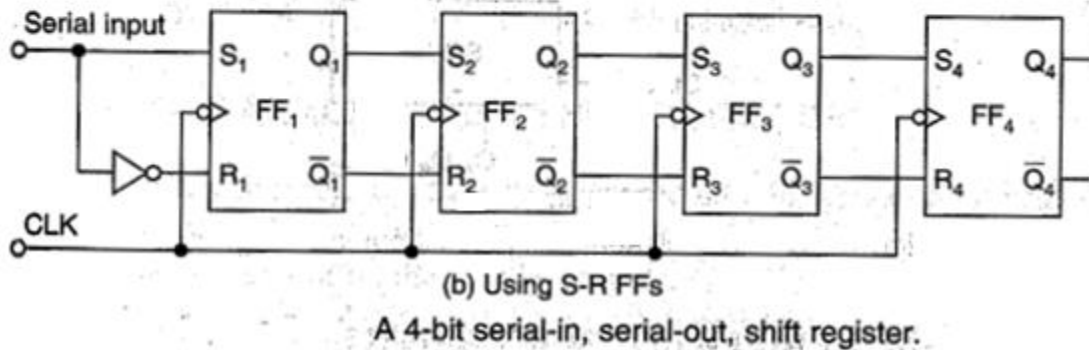 Serial input
S₁ Q₁ S₂ Q₂ S₃ Q₃ S₄ Q₄
FF₁ FF₂ FF₃ FF₄
R₁ Q̅₁ R₂ Q̅₂ R₃ Q̅₃ R₄ Q̅₄
CLK
(b) Using S-R FFs
A 4-bit serial-in, serial-out, shift register.